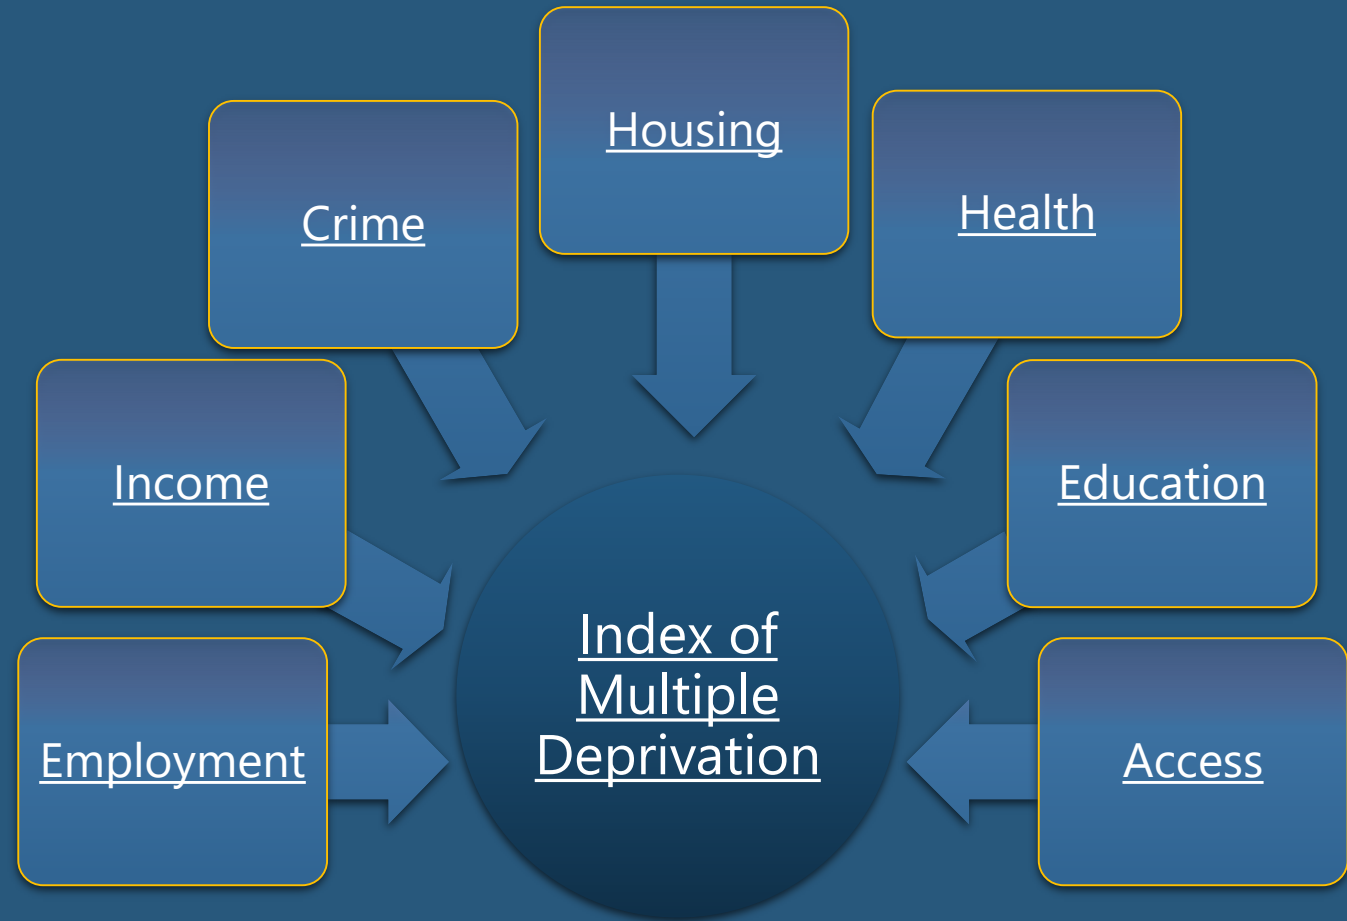 Housing
Crime
Health
Income
Education
Index of
Multiple
Deprivation
Employment
Access